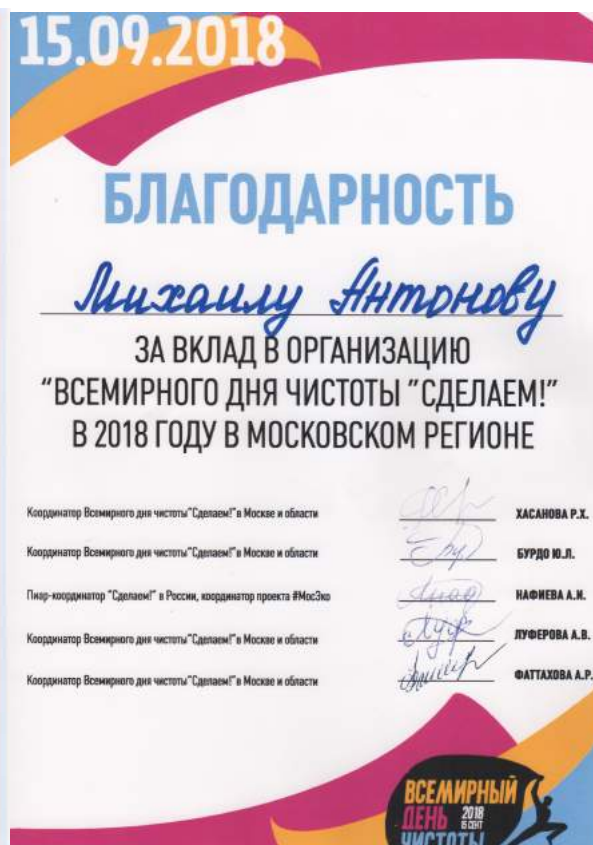 15.09.2018
БЛАГОДАРНОСТЬ
Михаилу Антонову
ЗА ВКЛАД В ОРГАНИЗАЦИЮ
"ВСЕМИРНОГО ДНЯ ЧИСТОТЫ "СДЕЛАЕМ!"
В 2018 ГОДУ В МОСКОВСКОМ РЕГИОНЕ
Координатор Всемирного дня чистоты "Сделаем!" в Москве и области ХАСАНОВА Р.Х.
Координатор Всемирного дня чистоты "Сделаем!" в Москве и области БУРДО Ю.Л.
Пиар-координатор "Сделаем!" в России, координатор проекта #МосЭко НАФИЕВА А.И.
Координатор Всемирного дня чистоты "Сделаем!" в Москве и области ЛУФЕРОВА А.В.
Координатор Всемирного дня чистоты "Сделаем!" в Москве и области ФАТТАХОВА А.Р.
ВСЕМИРНЫЙ
ДЕНЬ 2018
15 СЕНТ
ЧИСТОТЫ